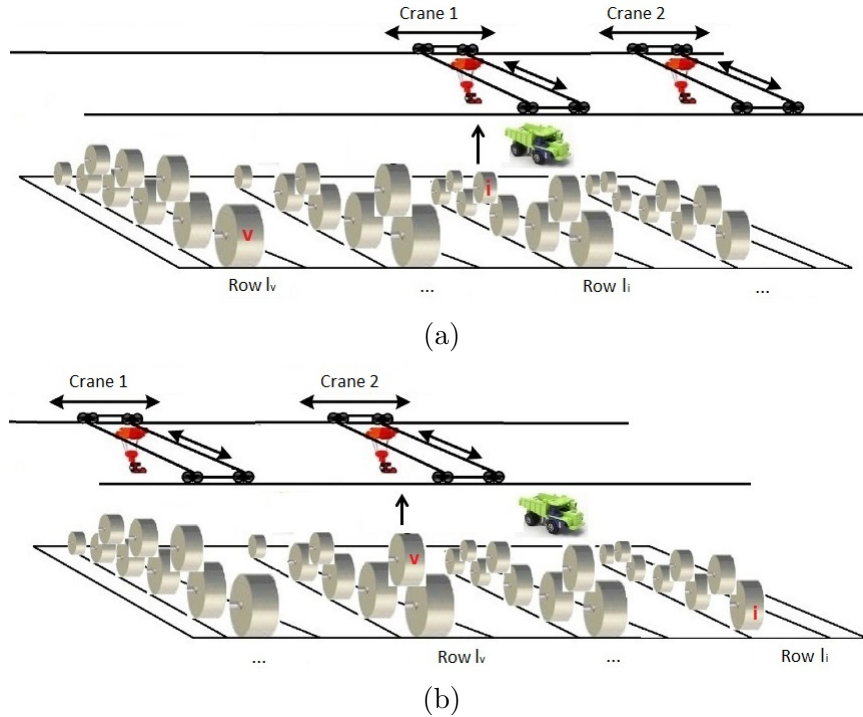 Crane 1 Crane 2
i
v
Row lᵥ ... Row lᵢ ...
(a)
Crane 1 Crane 2
v
i
... Row lᵥ ... Row lᵢ
(b)